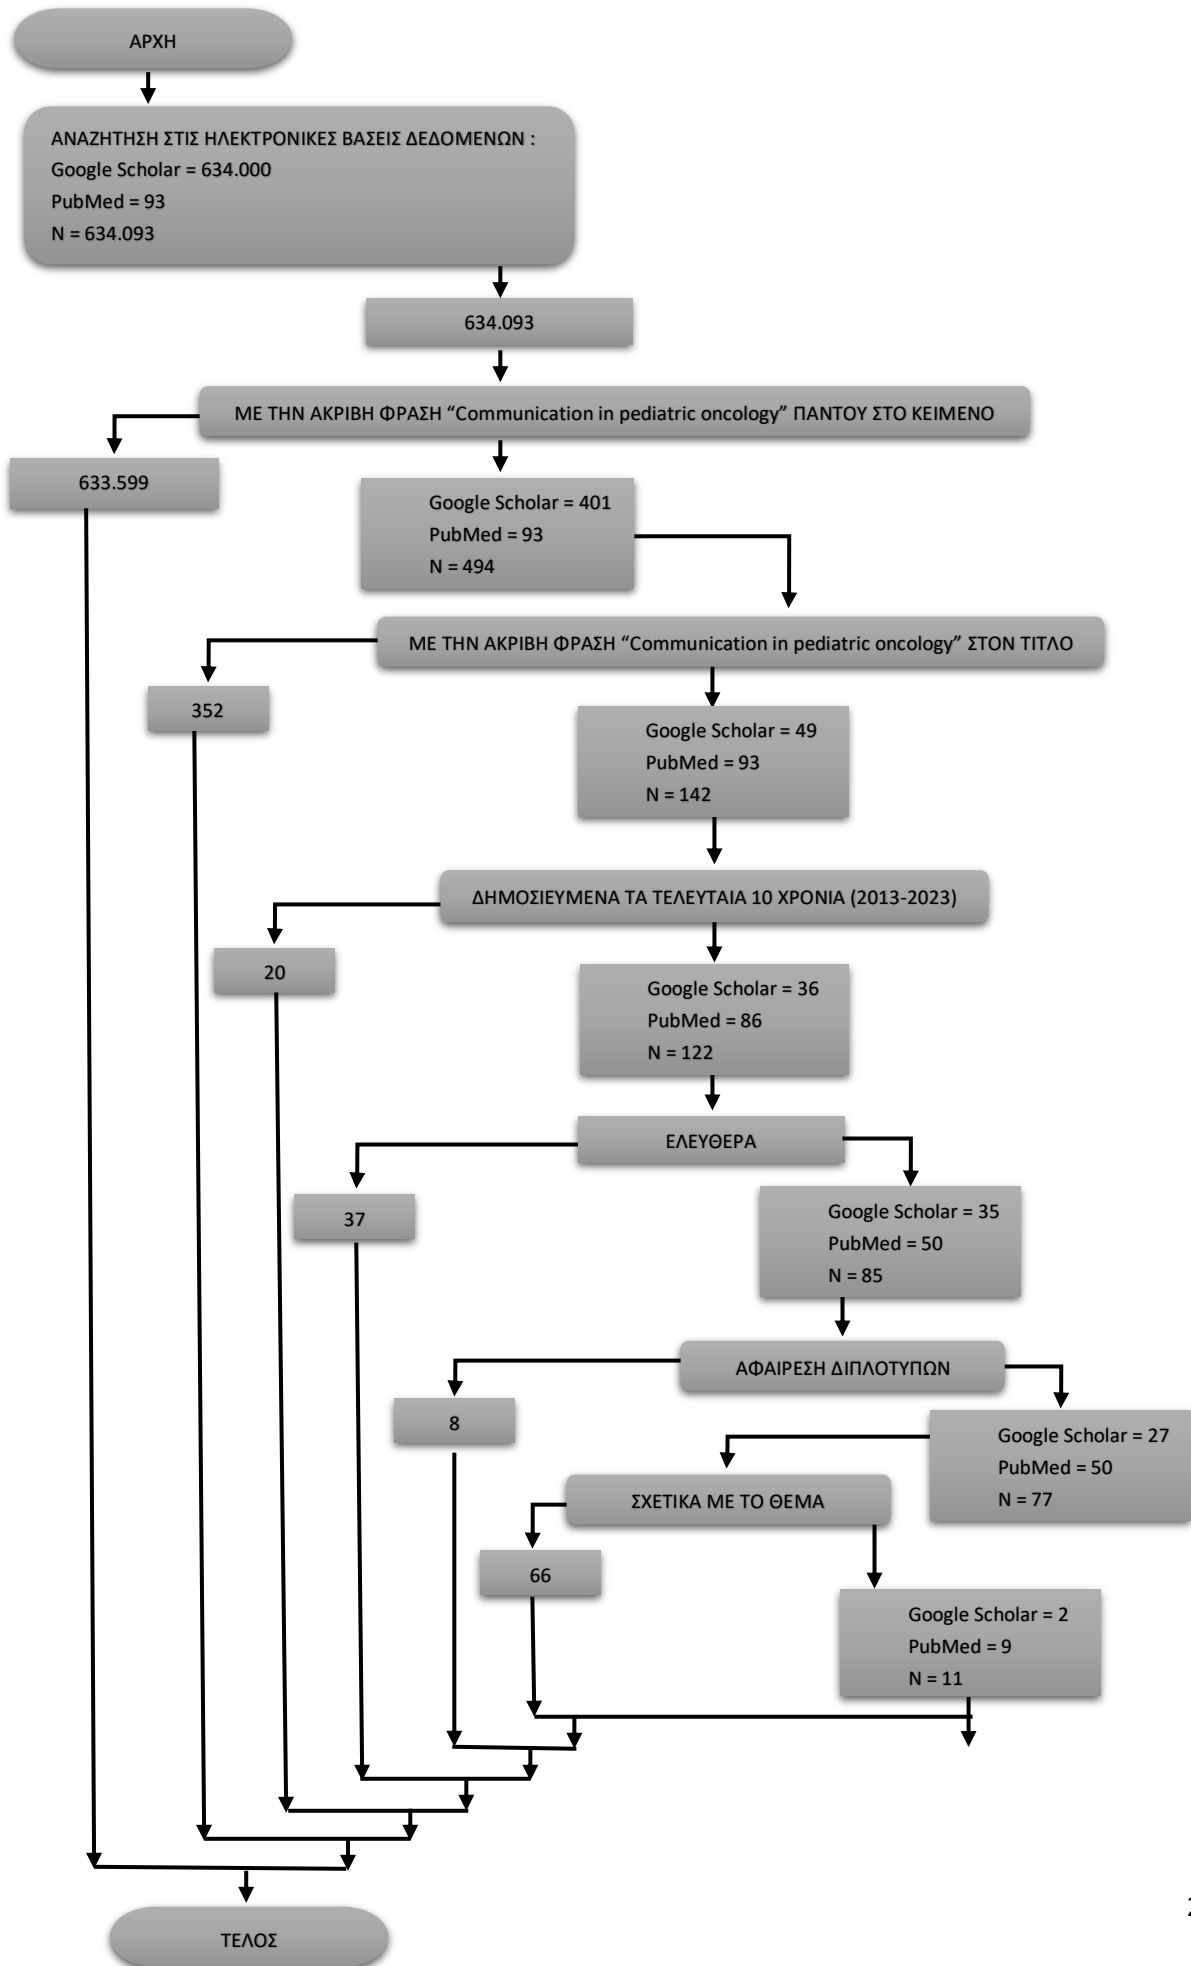 ΑΡΧΗ
ΑΝΑΖΗΤΗΣΗ ΣΤΙΣ ΗΛΕΚΤΡΟΝΙΚΕΣ ΒΑΣΕΙΣ ΔΕΔΟΜΕΝΩΝ :
Google Scholar = 634.000
PubMed = 93
N = 634.093
634.093
ΜΕ ΤΗΝ ΑΚΡΙΒΗ ΦΡΑΣΗ “Communication in pediatric oncology” ΠΑΝΤΟΥ ΣΤΟ ΚΕΙΜΕΝΟ
633.599
Google Scholar = 401
PubMed = 93
N = 494
ΜΕ ΤΗΝ ΑΚΡΙΒΗ ΦΡΑΣΗ “Communication in pediatric oncology” ΣΤΟΝ ΤΙΤΛΟ
352
Google Scholar = 49
PubMed = 93
N = 142
ΔΗΜΟΣΙΕΥΜΕΝΑ ΤΑ ΤΕΛΕΥΤΑΙΑ 10 ΧΡΟΝΙΑ (2013-2023)
20
Google Scholar = 36
PubMed = 86
N = 122
ΕΛΕΥΘΕΡΑ
37
Google Scholar = 35
PubMed = 50
N = 85
ΑΦΑΙΡΕΣΗ ΔΙΠΛΟΤΥΠΩΝ
8
Google Scholar = 27
PubMed = 50
N = 77
ΣΧΕΤΙΚΑ ΜΕ ΤΟ ΘΕΜΑ
66
Google Scholar = 2
PubMed = 9
N = 11
ΤΕΛΟΣ